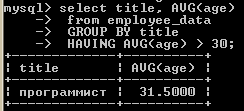 mysql> select title, AVG(age)
-> from employee_data
-> GROUP BY title
-> HAVING AVG(age) > 30;
+-------------+----------+
| title | AVG(age) |
+-------------+----------+
| программист | 31.5000 |
+-------------+----------+